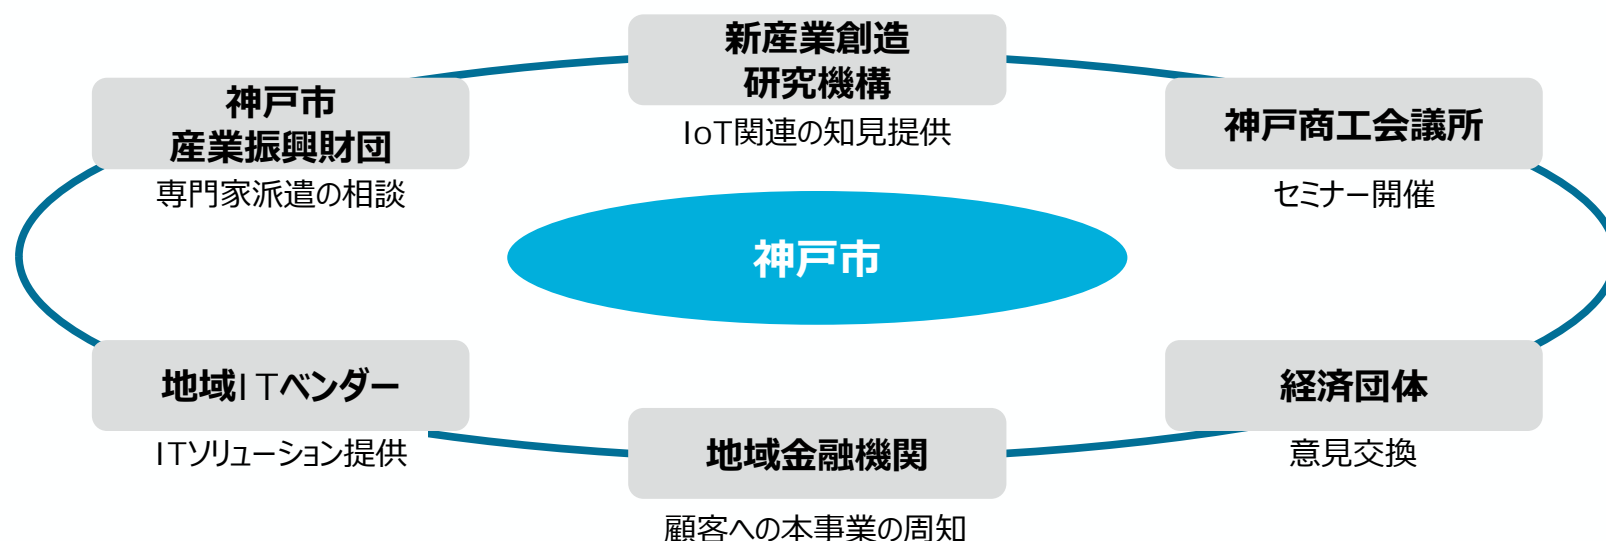 新産業創造
研究機構
IoT関連の知見提供
神戸市
産業振興財団
専門家派遣の相談
神戸商工会議所
セミナー開催
神戸市
地域ITベンダー
ITソリューション提供
地域金融機関
顧客への本事業の周知
経済団体
意見交換